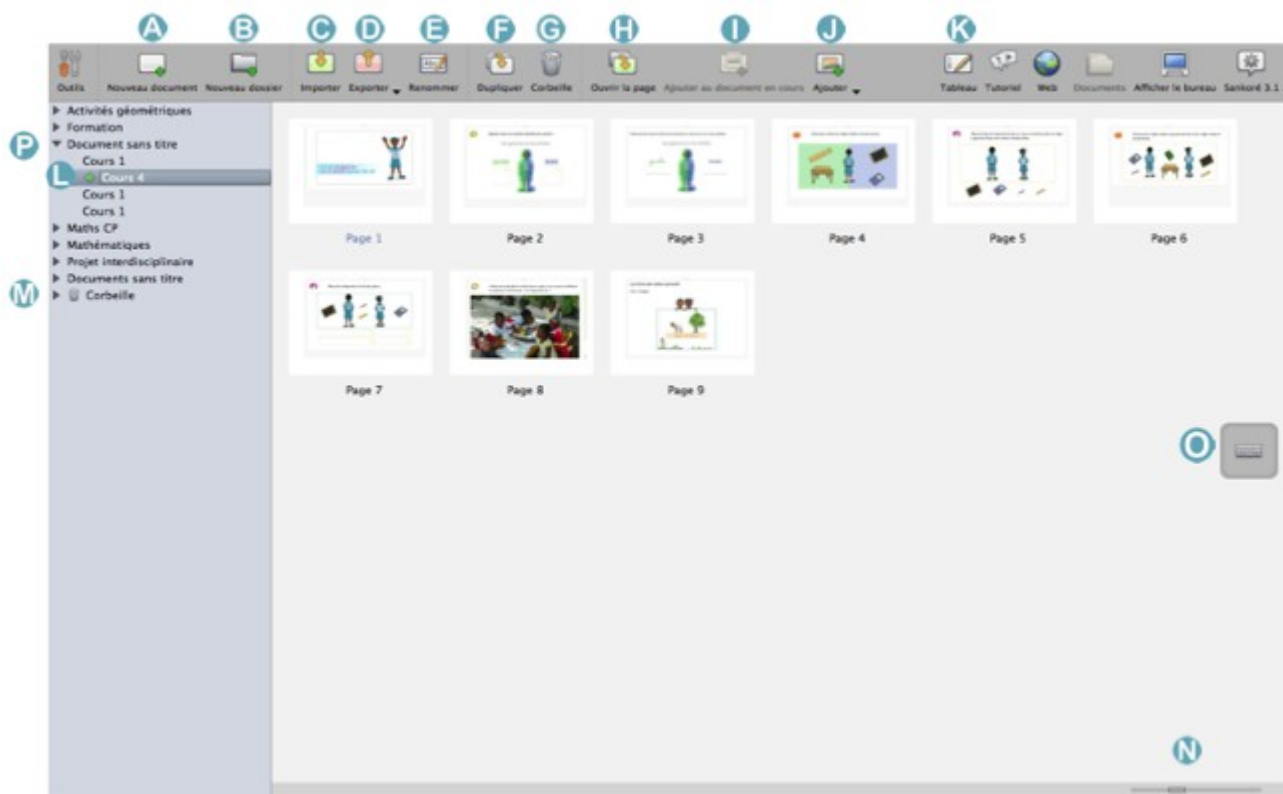 A B C D E F G H I J K
Outils Nouveau document Nouveau dossier Importer Exporter Renommer Dupliquer Corbeille Ouvrir la page Ajouter au document en cours Ajouter Tableau Tutoriel Web Documents Afficher le bureau Sankoré 3.1
Activités géométriques
Formation
P Document sans titre
Cours 1
L Cours 4
Cours 1
Cours 1
Maths CP
Mathématiques
Projet interdisciplinaire
Documents sans titre
M Corbeille
Page 1 Page 2 Page 3 Page 4 Page 5 Page 6
Page 7 Page 8 Page 9
O
N